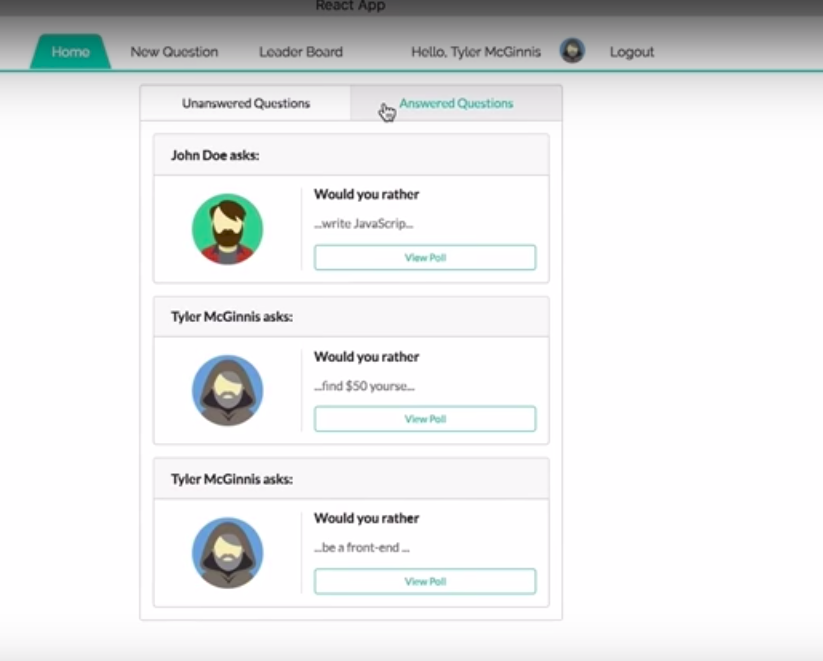 React App
Home New Question Leader Board Hello, Tyler McGinnis Logout
Unanswered Questions Answered Questions
John Doe asks:
Would you rather
...write JavaScrip...
View Poll
Tyler McGinnis asks:
Would you rather
...find $50 yourse...
View Poll
Tyler McGinnis asks:
Would you rather
...be a front-end ...
View Poll